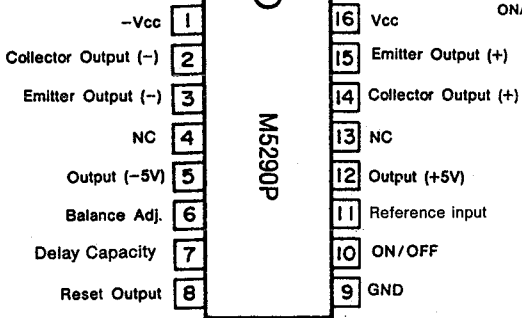 -Vcc 1
Collector Output (-) 2
Emitter Output (-) 3
NC 4
Output (-5V) 5
Balance Adj. 6
Delay Capacity 7
Reset Output 8
M5290P
16 Vcc
15 Emitter Output (+)
14 Collector Output (+)
13 NC
12 Output (+5V)
11 Reference input
10 ON/OFF
9 GND